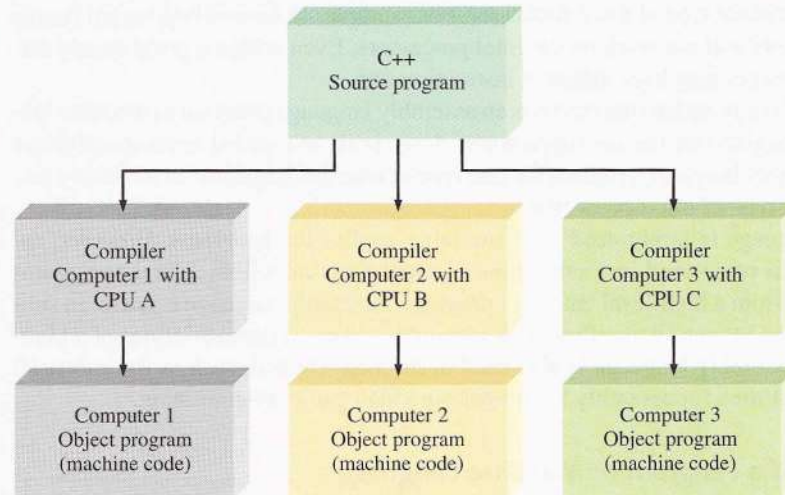 C++
Source program
Compiler
Computer 1 with
CPU A
Compiler
Computer 2 with
CPU B
Compiler
Computer 3 with
CPU C
Computer 1
Object program
(machine code)
Computer 2
Object program
(machine code)
Computer 3
Object program
(machine code)